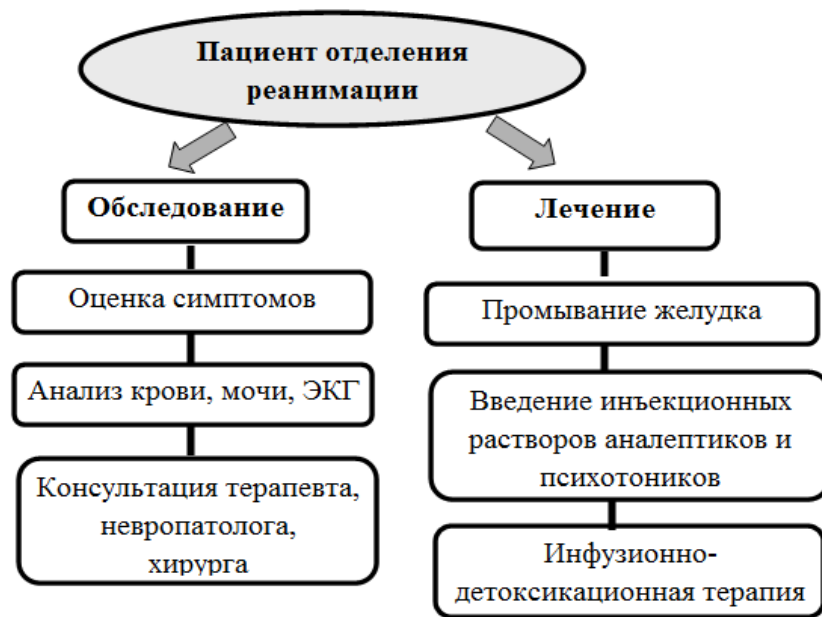 Пациент отделения
реанимации
Обследование
Оценка симптомов
Анализ крови, мочи, ЭКГ
Консультация терапевта,
невропатолога,
хирурга
Лечение
Промывание желудка
Введение инъекционных
растворов аналептиков и
психотоников
Инфузионно-
детоксикационная терапия